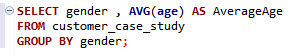 SELECT gender , AVG(age) AS AverageAge
FROM customer_case_study
GROUP BY gender;